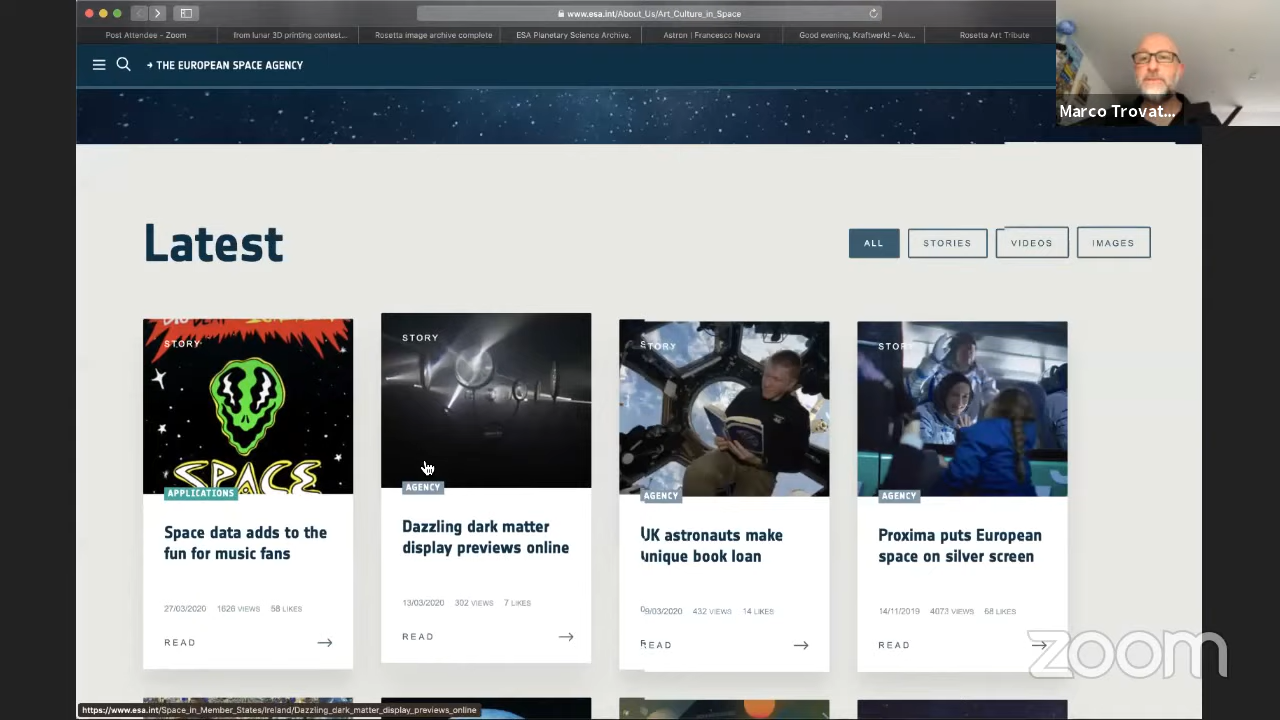 www.esa.int/About_Us/Art_Culture_in_Space
Post Attendee - Zoom
from lunar 3D printing contest...
Rosetta image archive complete
ESA Planetary Science Archive.
Astron | Francesco Novara
Good evening, Kraftwerk! – Ale...
Rosetta Art Tribute
THE EUROPEAN SPACE AGENCY
Marco Trovat...
Latest
ALL
STORIES
VIDEOS
IMAGES
STORY
SPACE
APPLICATIONS
Space data adds to the
fun for music fans
27/03/2020 1626 VIEWS 58 LIKES
READ
STORY
AGENCY
Dazzling dark matter
display previews online
13/03/2020 302 VIEWS 7 LIKES
READ
STORY
AGENCY
UK astronauts make
unique book loan
09/03/2020 432 VIEWS 14 LIKES
READ
STORY
AGENCY
Proxima puts European
space on silver screen
14/11/2019 4073 VIEWS 68 LIKES
READ
zoom
https://www.esa.int/Space_in_Member_States/Ireland/Dazzling_dark_matter_display_previews_online